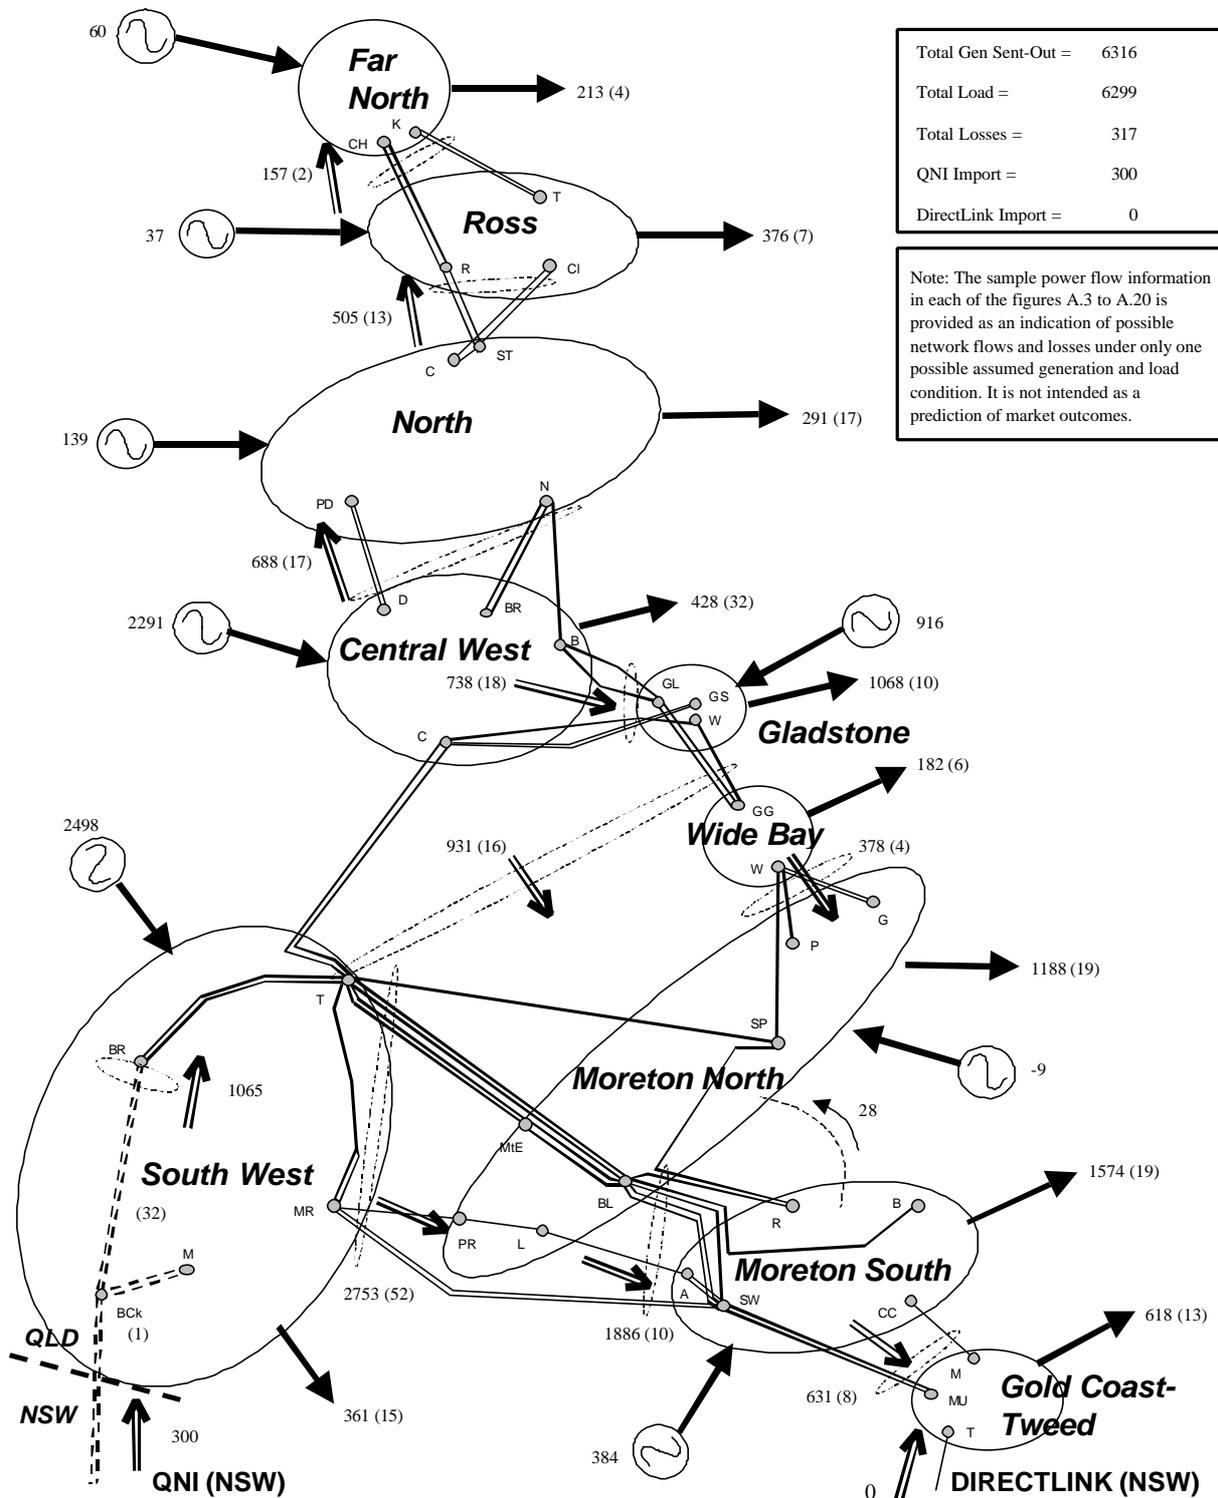 60
Far
North
213 (4)
K
CH
157 (2)
T
37
Ross
376 (7)
R
CI
505 (13)
ST
C
North
139
291 (17)
N
PD
688 (17)
D
BR
428 (32)
2291
916
B
Central West
738 (18)
GL
GS
1068 (10)
W
C
Gladstone
182 (6)
GG
2498
Wide Bay
931 (16)
378 (4)
W
G
P
1188 (19)
T
SP
BR
-9
Moreton North
1065
28
MtE
South West
1574 (19)
BL
(32)
MR
R
B
PR
L
M
Moreton South
2753 (52)
A
SW
BCk
(1)
CC
QLD
1886 (10)
618 (13)
M
631 (8)
MU
Gold Coast-
Tweed
NSW
361 (15)
T
300
384
QNI (NSW)
0
DIRECTLINK (NSW)
Total Gen Sent-Out = 6316
Total Load = 6299
Total Losses = 317
QNI Import = 300
DirectLink Import = 0
Note: The sample power flow information
in each of the figures A.3 to A.20 is
provided as an indication of possible
network flows and losses under only one
possible assumed generation and load
condition. It is not intended as a
prediction of market outcomes.